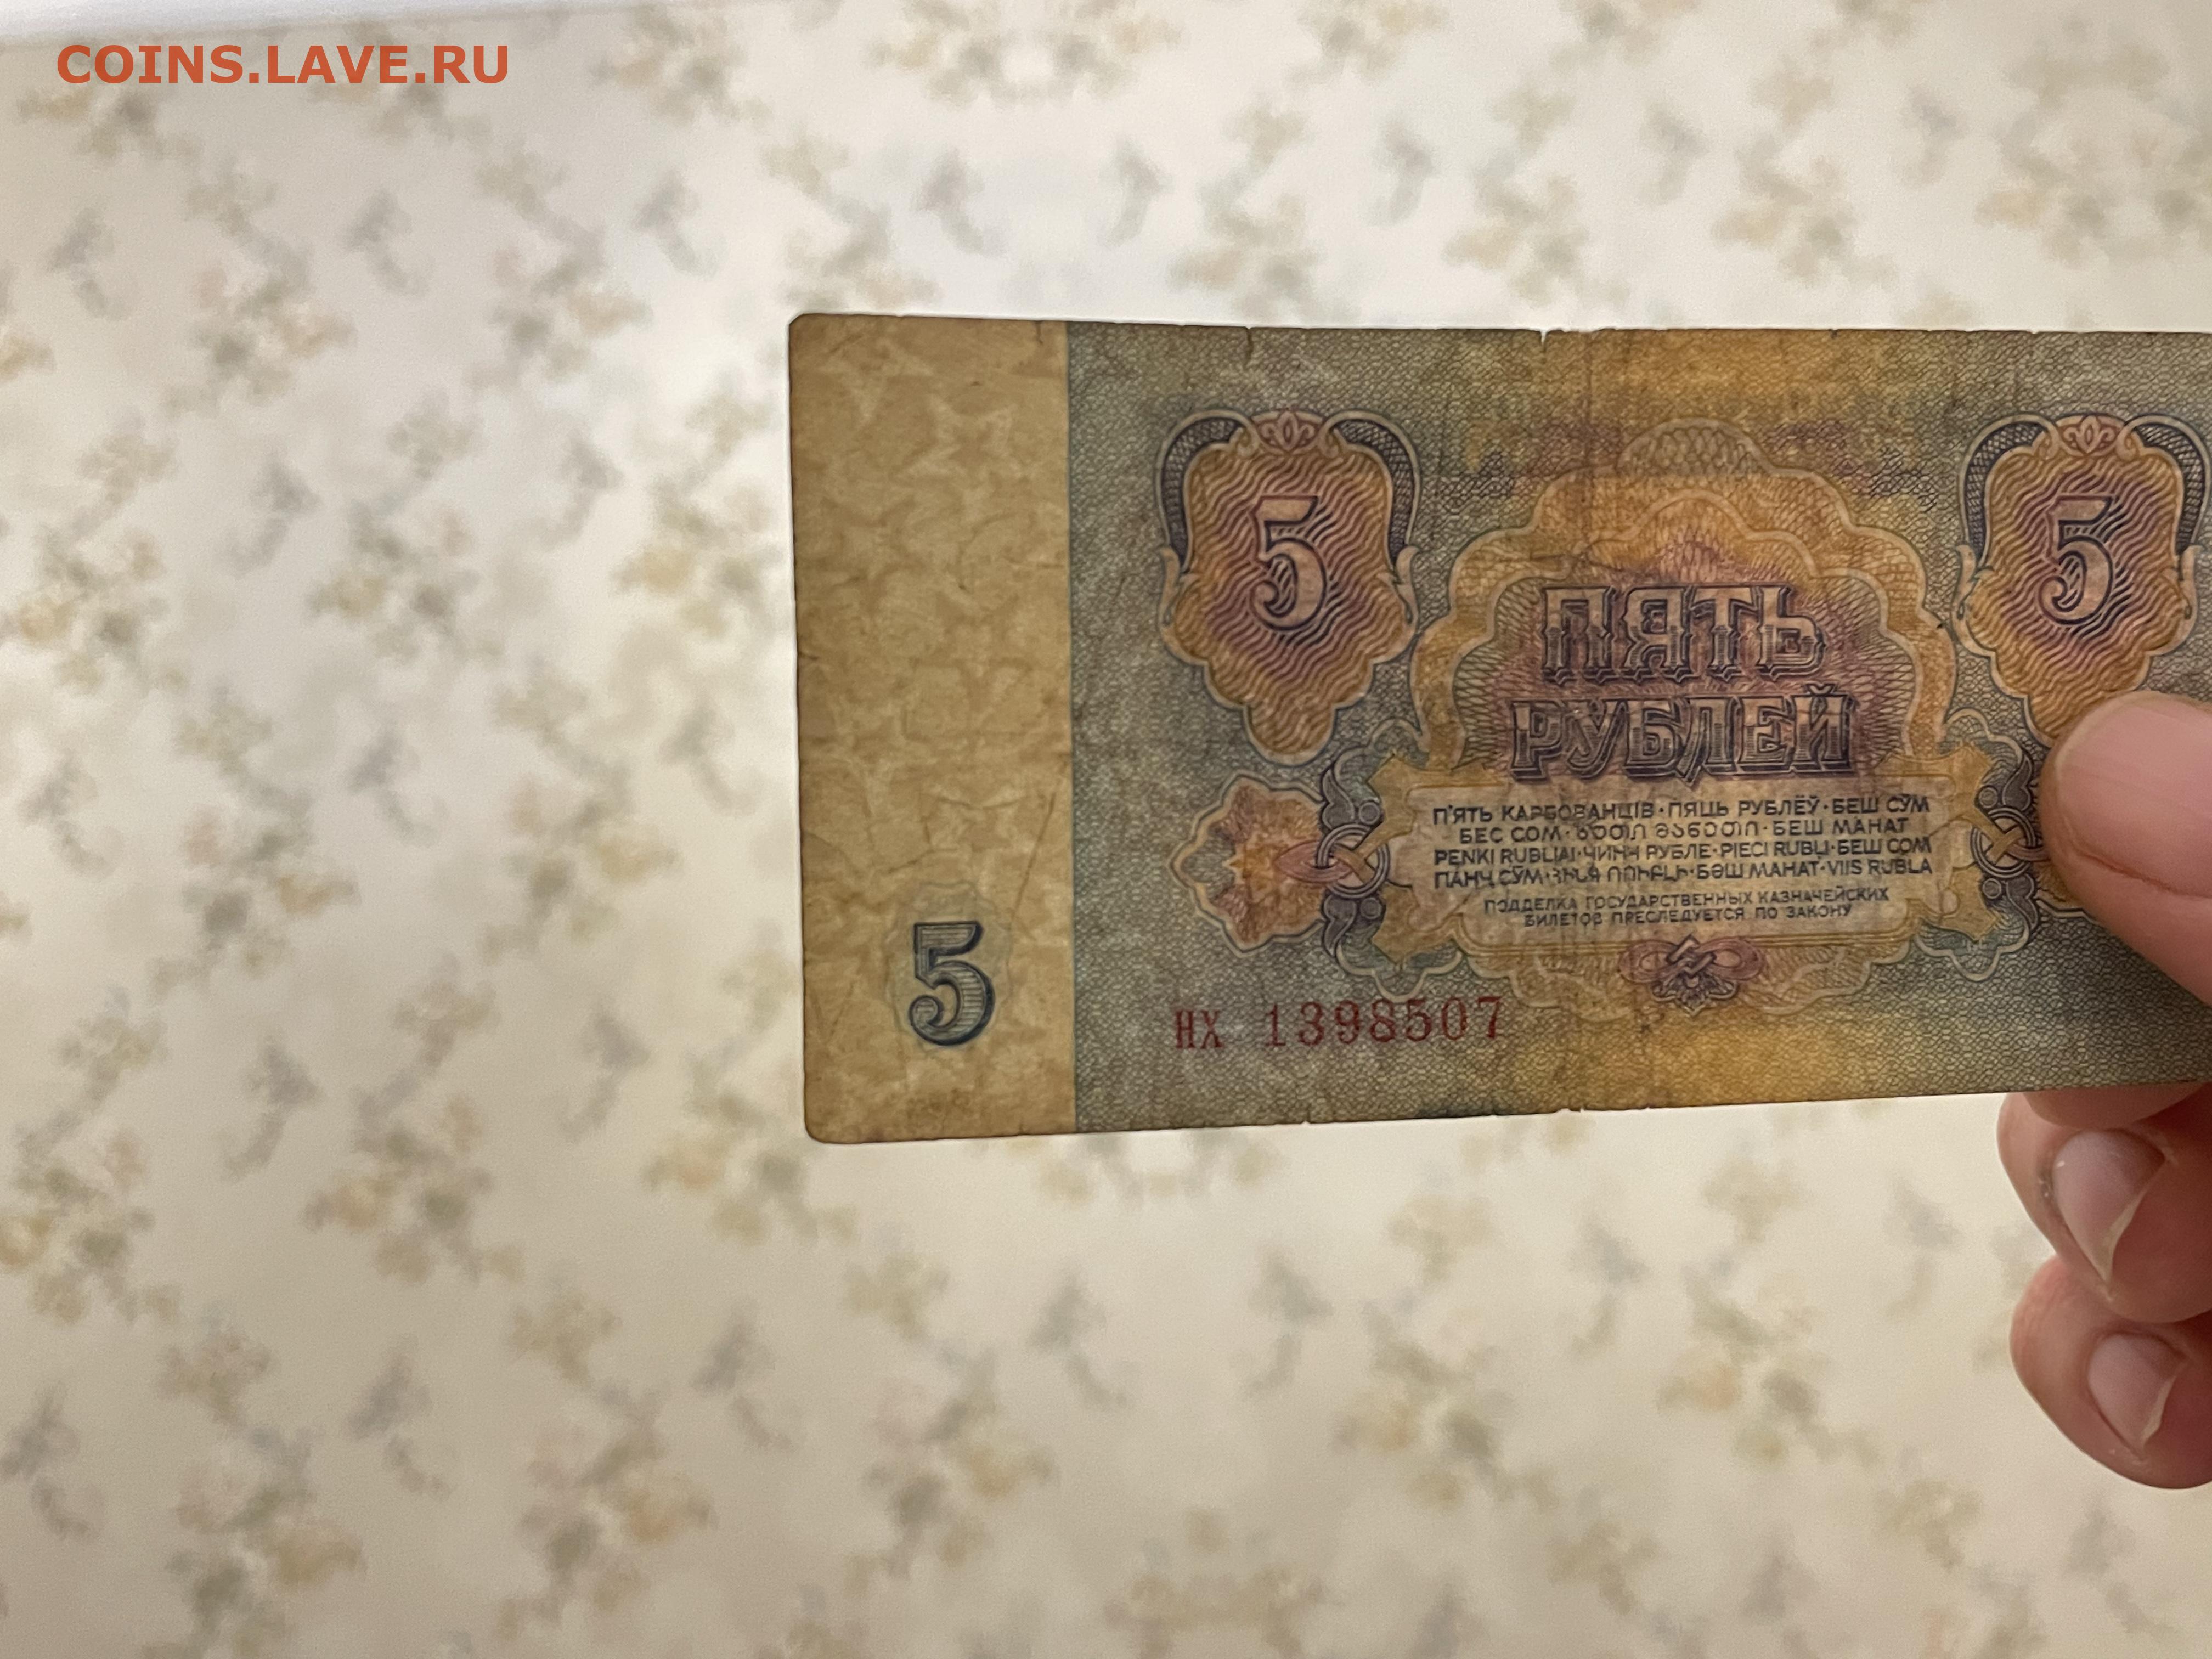 COINS.LAVE.RU
5
5
ПЯТЬ
РУБЛЕЙ
П'ЯТЬ КАРБОВАНЦІВ·ПЯЦЬ РУБЛЁЎ·БЕШ СЎМ
БЕС СОМ·ხუთი მანეთი·БЕШ МАНАТ
PENKI RUBLIAI·ЧИНЧ РУБЛЕ·PIECI RUBĻI·БЕШ СОМ
ПАНҶ СӮМ·ՀԻՆԳ ՌՈՒԲԼԻ·БӘШ МАНАТ·VIIS RUBLA
ПОДДЕЛКА ГОСУДАРСТВЕННЫХ КАЗНАЧЕЙСКИХ
БИЛЕТОВ ПРЕСЛЕДУЕТСЯ ПО ЗАКОНУ
5
НХ 1398507